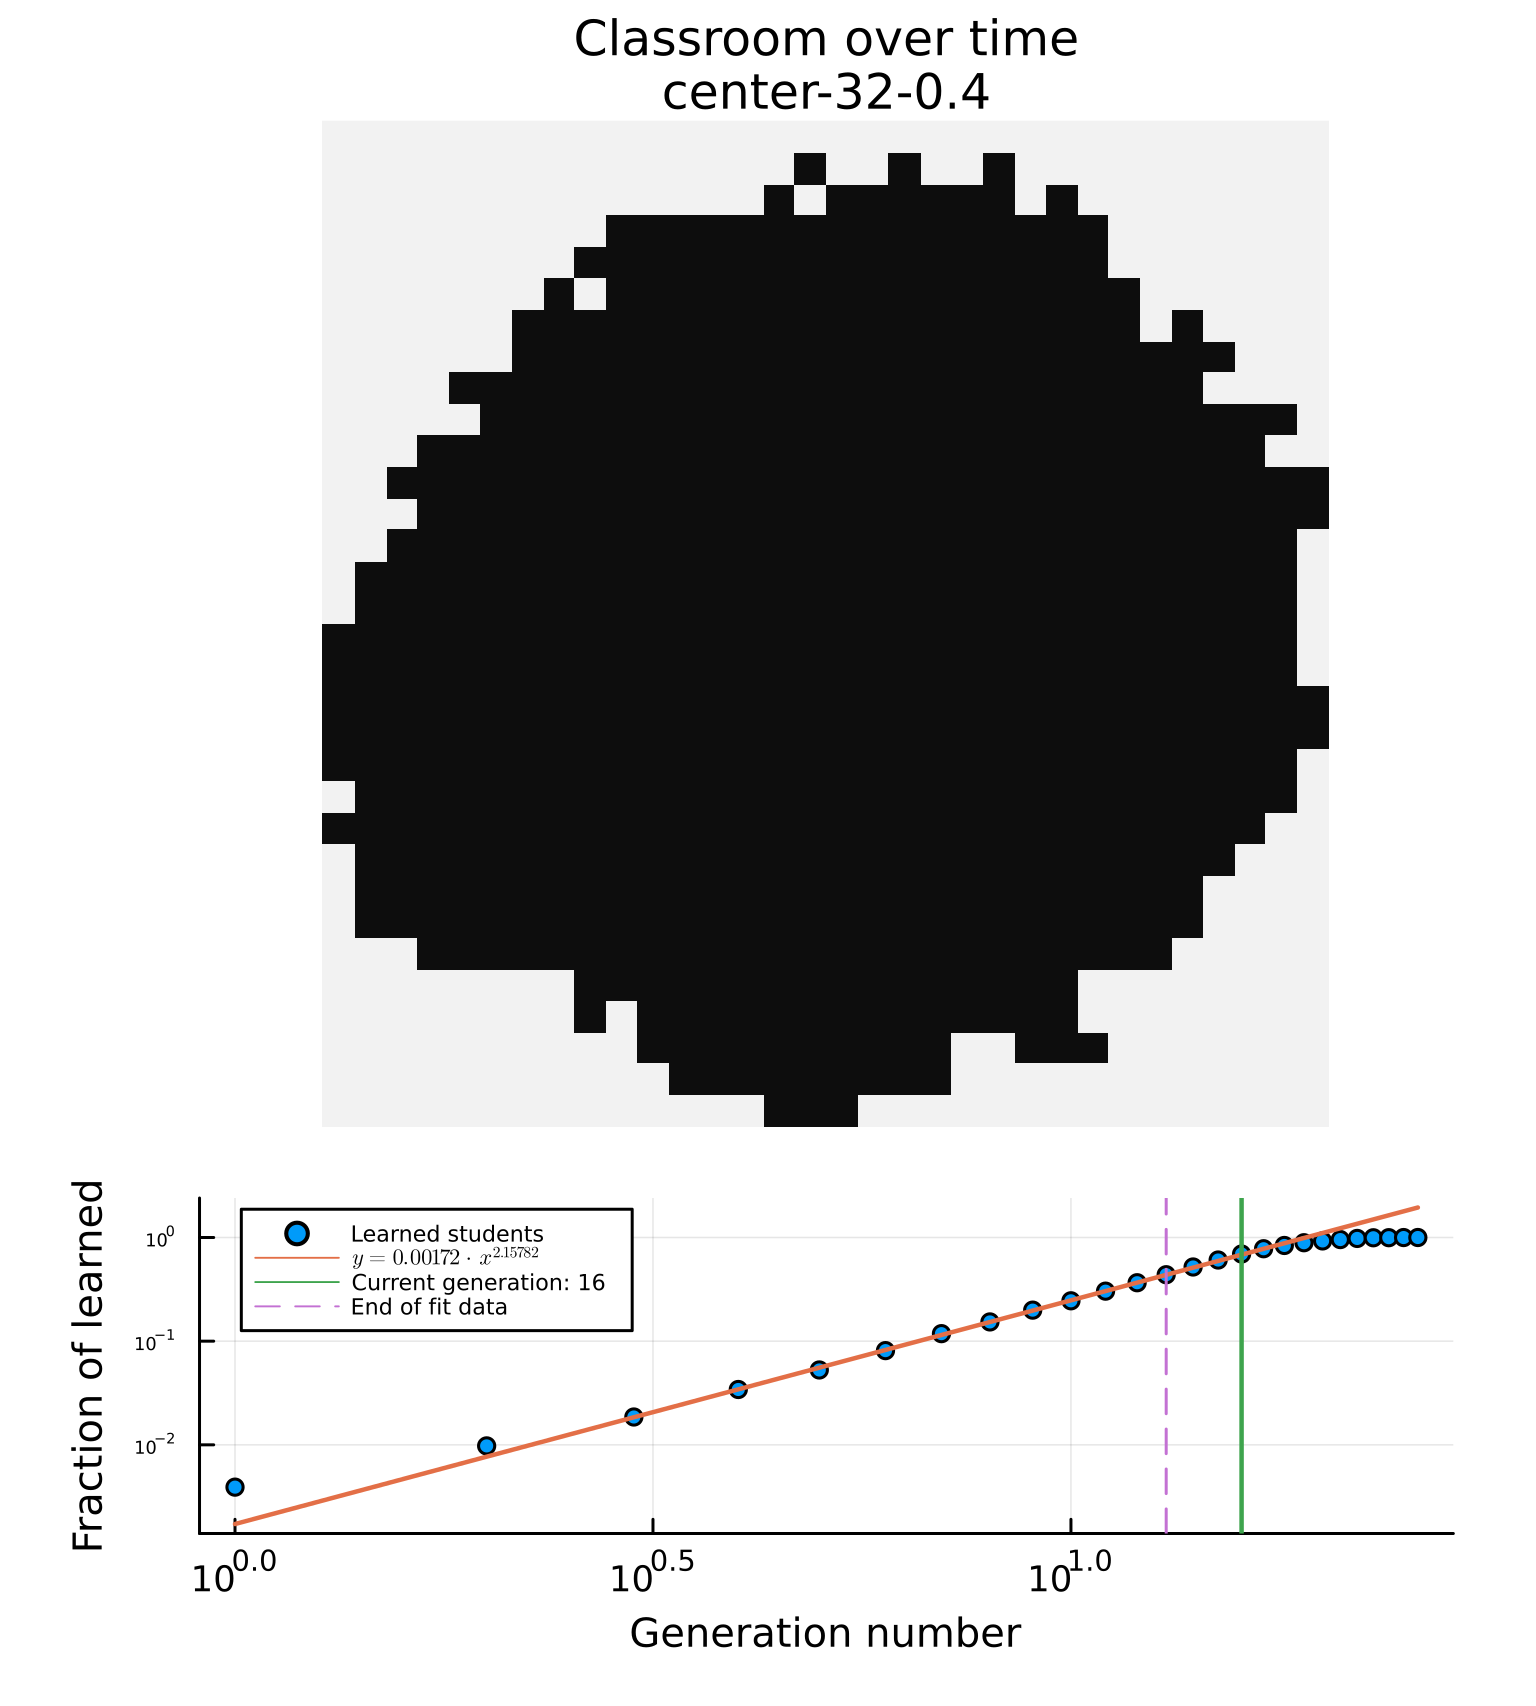 Classroom over time
center-32-0.4
Fraction of learned
10⁰
10⁻¹
10⁻²
Learned students
y = 0.00172 · x^2.15782
Current generation: 16
End of fit data
10^0.0 10^0.5 10^1.0
Generation number